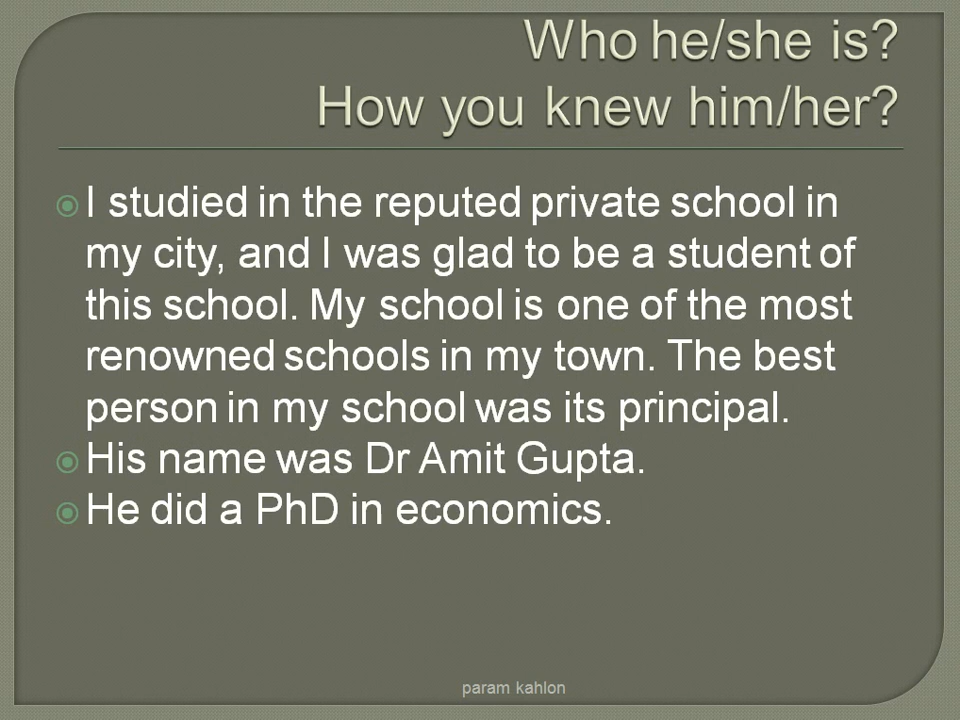 Who he/she is?
How you knew him/her?
I studied in the reputed private school in
my city, and I was glad to be a student of
this school. My school is one of the most
renowned schools in my town. The best
person in my school was its principal.
His name was Dr Amit Gupta.
He did a PhD in economics.
param kahlon